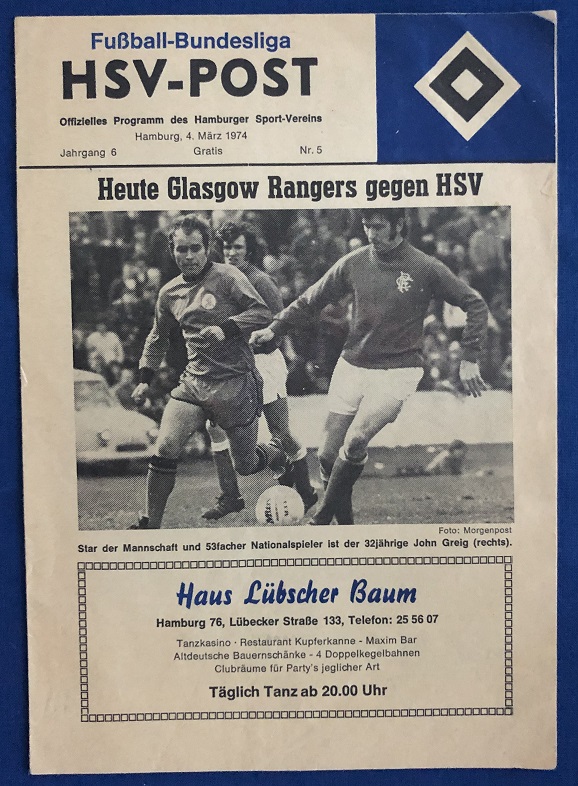 Fußball-Bundesliga
HSV-POST
Offizielles Programm des Hamburger Sport-Vereins
Hamburg, 4. März 1974
Jahrgang 6 Gratis Nr. 5
Heute Glasgow Rangers gegen HSV
Foto: Morgenpost
Star der Mannschaft und 53facher Nationalspieler ist der 32jährige John Greig (rechts).
Haus Lübscher Baum
Hamburg 76, Lübecker Straße 133, Telefon: 25 56 07
Tanzkasino · Restaurant Kupferkanne - Maxim Bar
Altdeutsche Bauernschänke - 4 Doppelkegelbahnen
Clubräume für Party's jeglicher Art
Täglich Tanz ab 20.00 Uhr